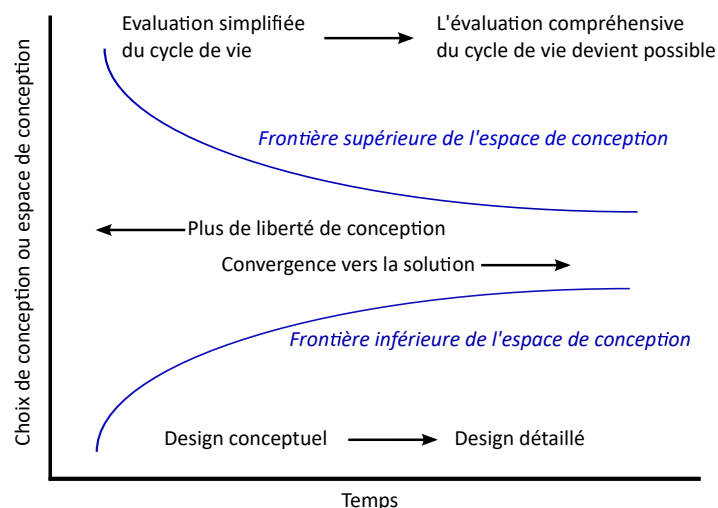 Evaluation simplifiée
du cycle de vie
L'évaluation compréhensive
du cycle de vie devient possible
Frontière supérieure de l'espace de conception
Plus de liberté de conception
Convergence vers la solution
Frontière inférieure de l'espace de conception
Design conceptuel
Design détaillé
Choix de conception ou espace de conception
Temps